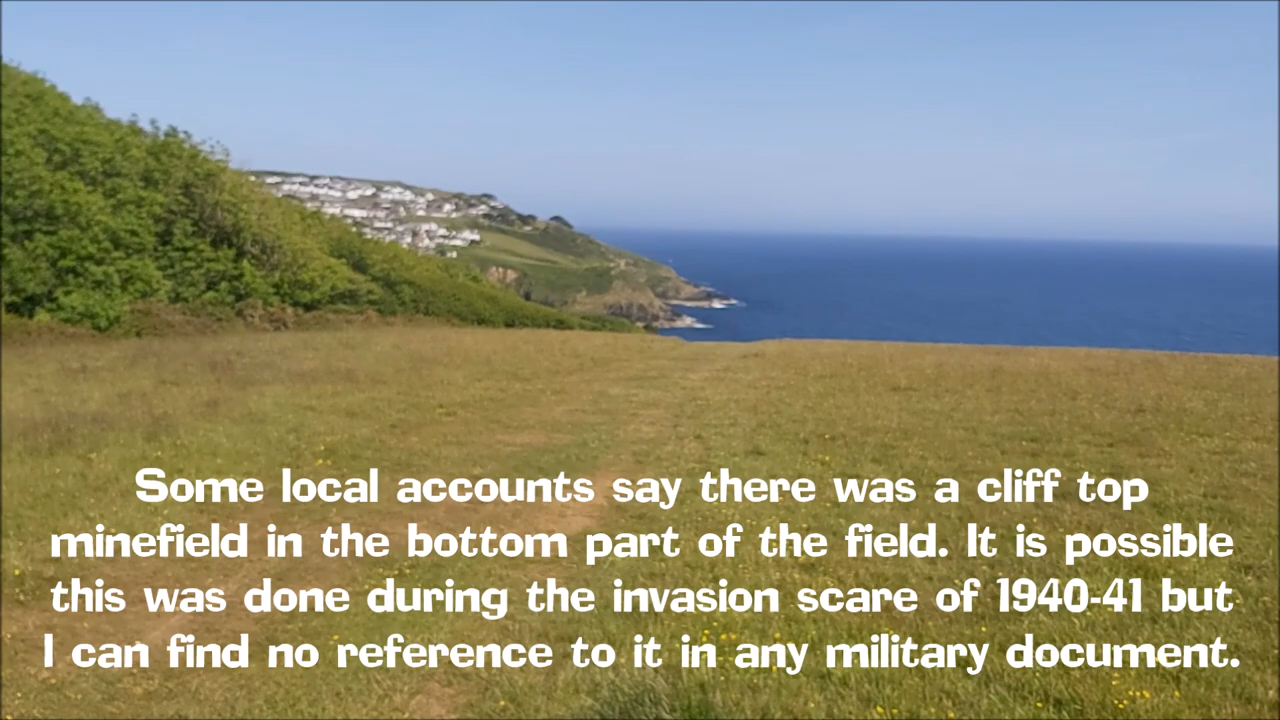 Some local accounts say there was a cliff top
minefield in the bottom part of the field. It is possible
this was done during the invasion scare of 1940-41 but
I can find no reference to it in any military document.